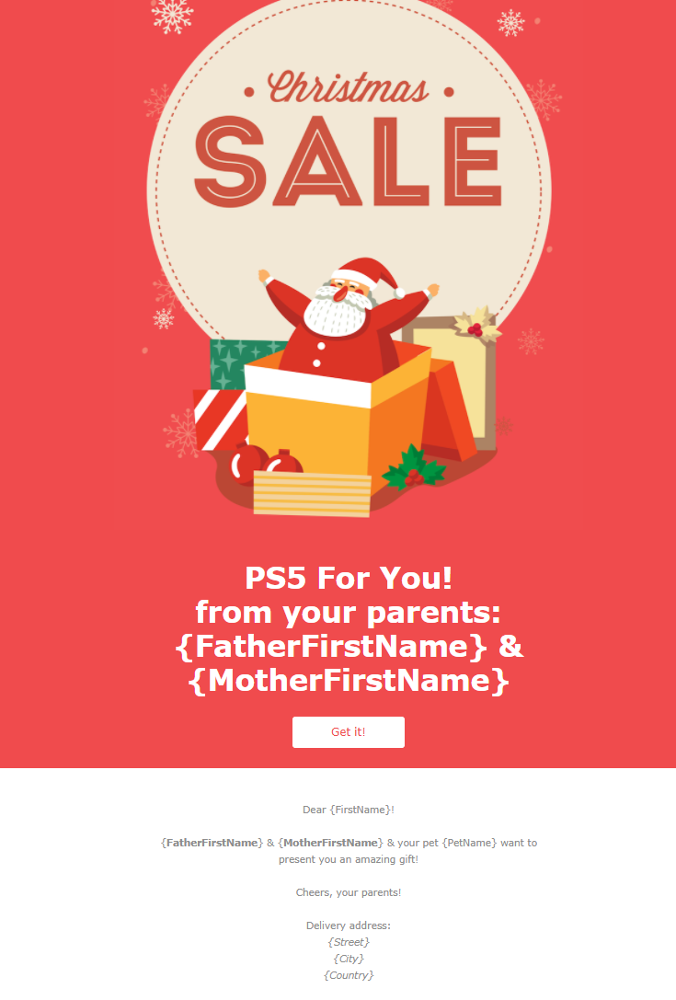 • Christmas •
SALE
PS5 For You!
from your parents:
{FatherFirstName} &
{MotherFirstName}
Get it!
Dear {FirstName}!
{FatherFirstName} & {MotherFirstName} & your pet {PetName} want to
present you an amazing gift!
Cheers, your parents!
Delivery address:
{Street}
{City}
{Country}